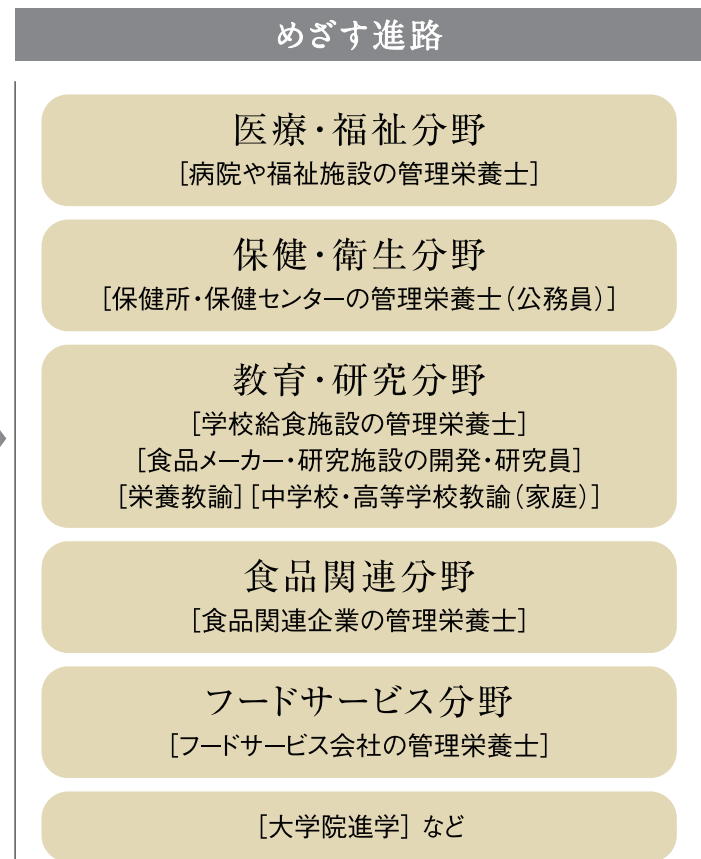 めざす進路
医療・福祉分野
[病院や福祉施設の管理栄養士]
保健・衛生分野
[保健所・保健センターの管理栄養士(公務員)]
教育・研究分野
[学校給食施設の管理栄養士]
[食品メーカー・研究施設の開発・研究員]
[栄養教諭] [中学校・高等学校教諭(家庭)]
食品関連分野
[食品関連企業の管理栄養士]
フードサービス分野
[フードサービス会社の管理栄養士]
[大学院進学] など